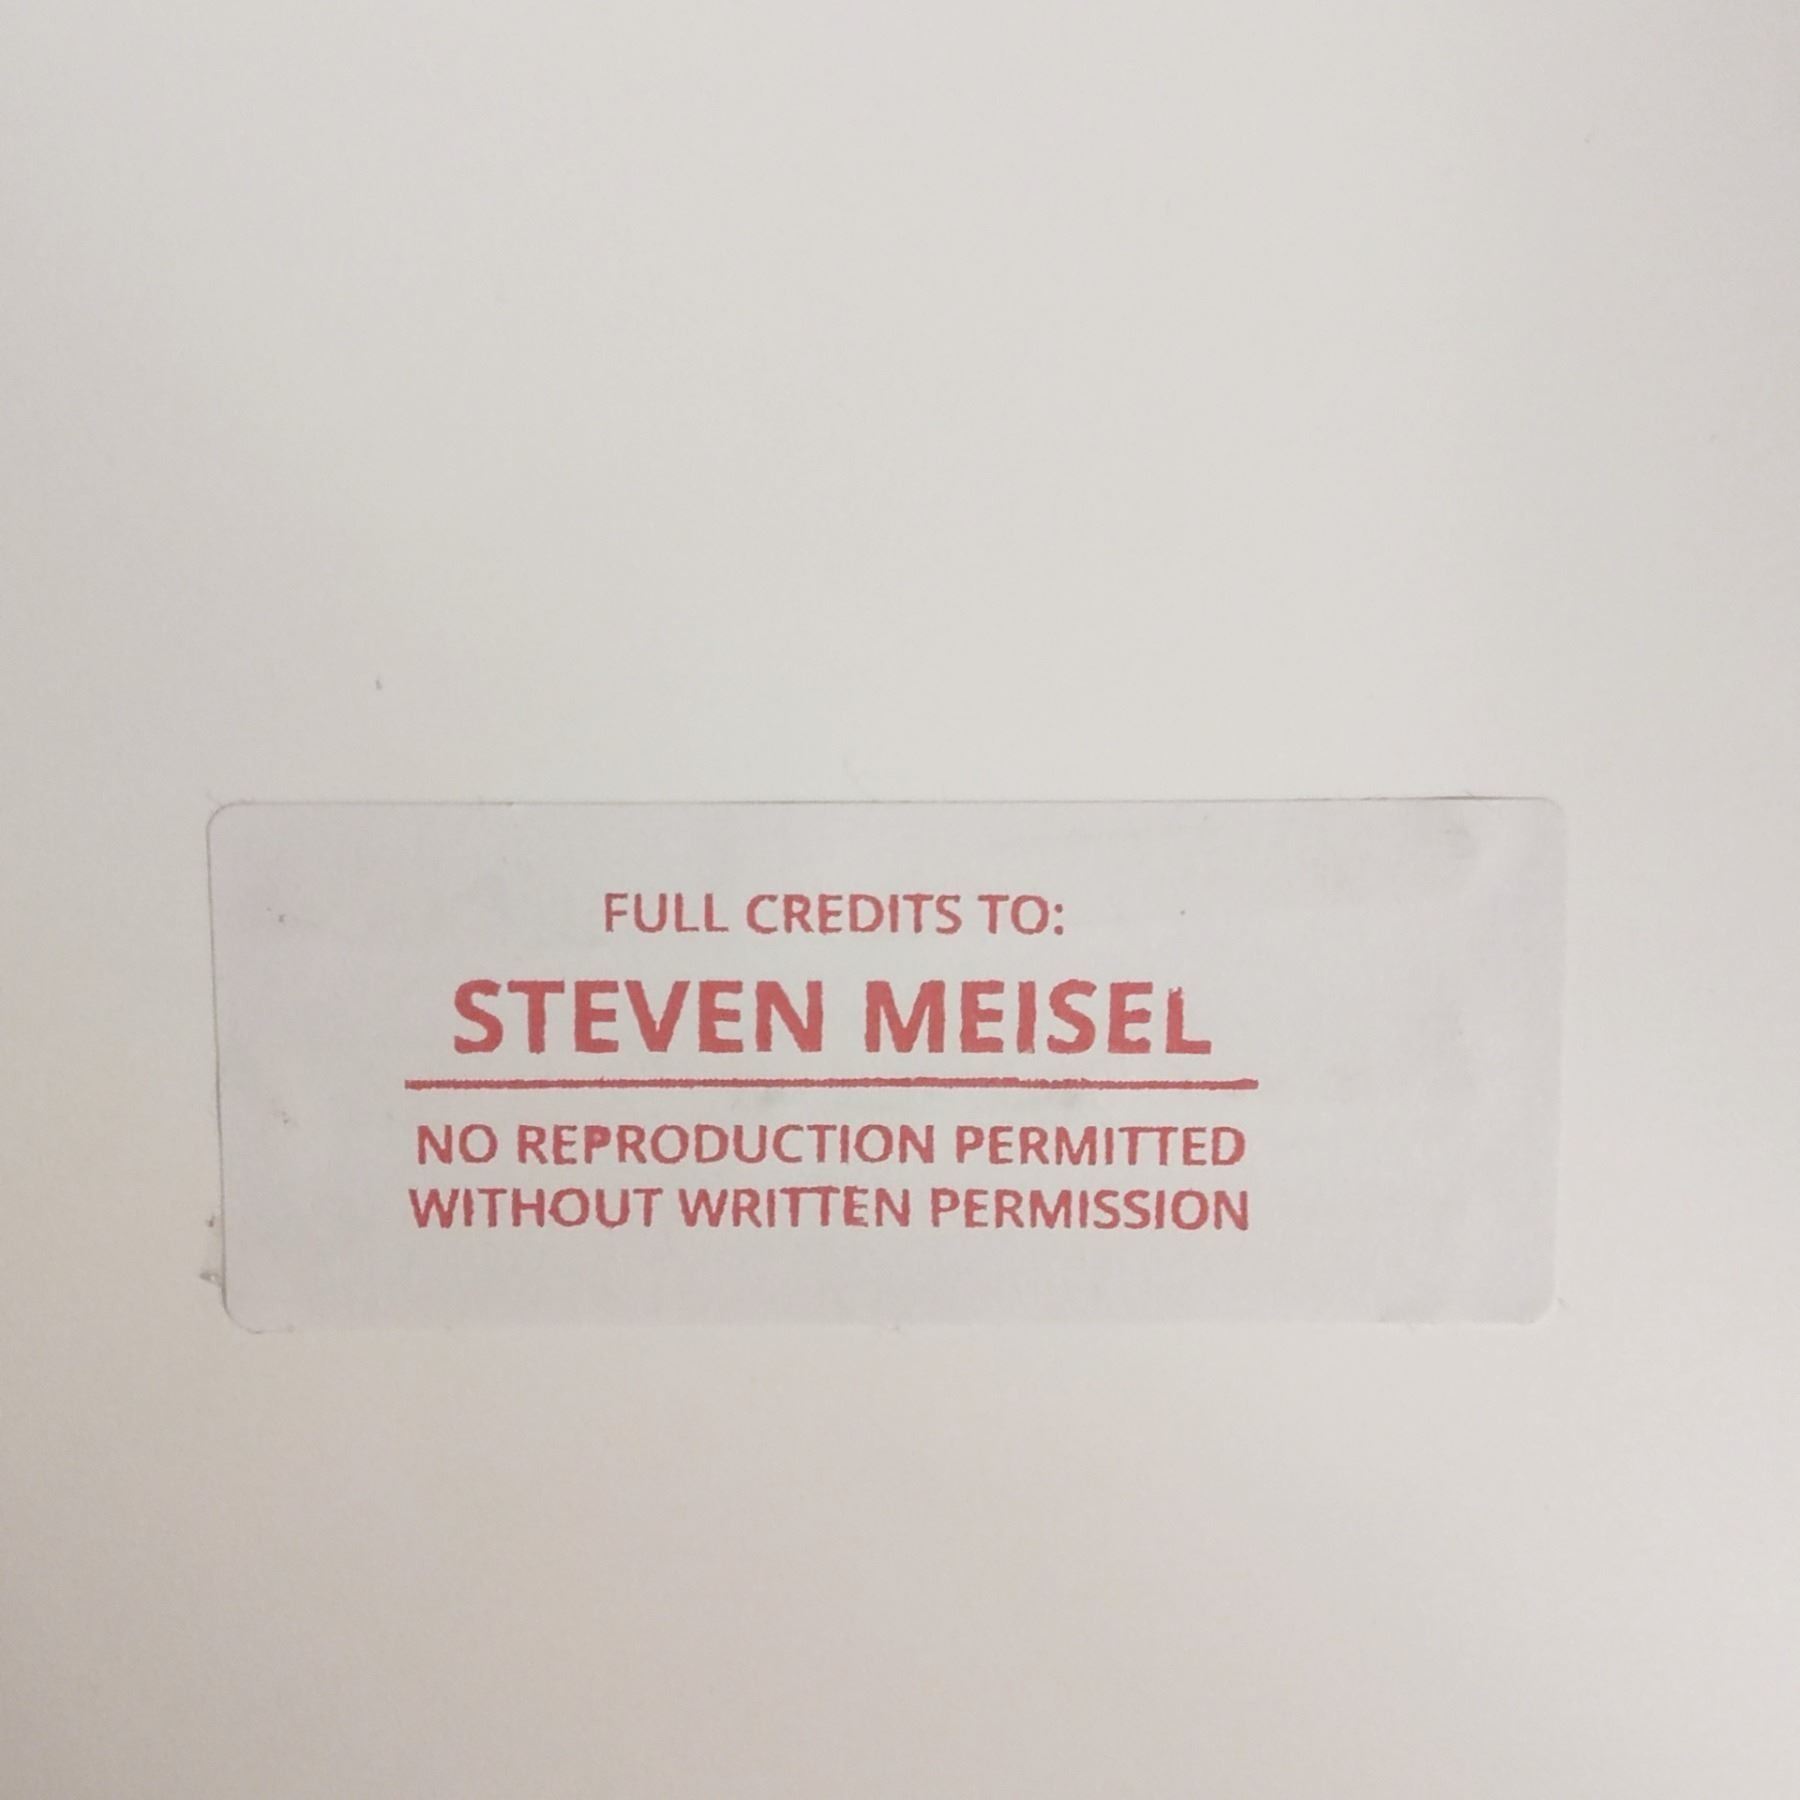 FULL CREDITS TO:
STEVEN MEISEL
NO REPRODUCTION PERMITTED
WITHOUT WRITTEN PERMISSION